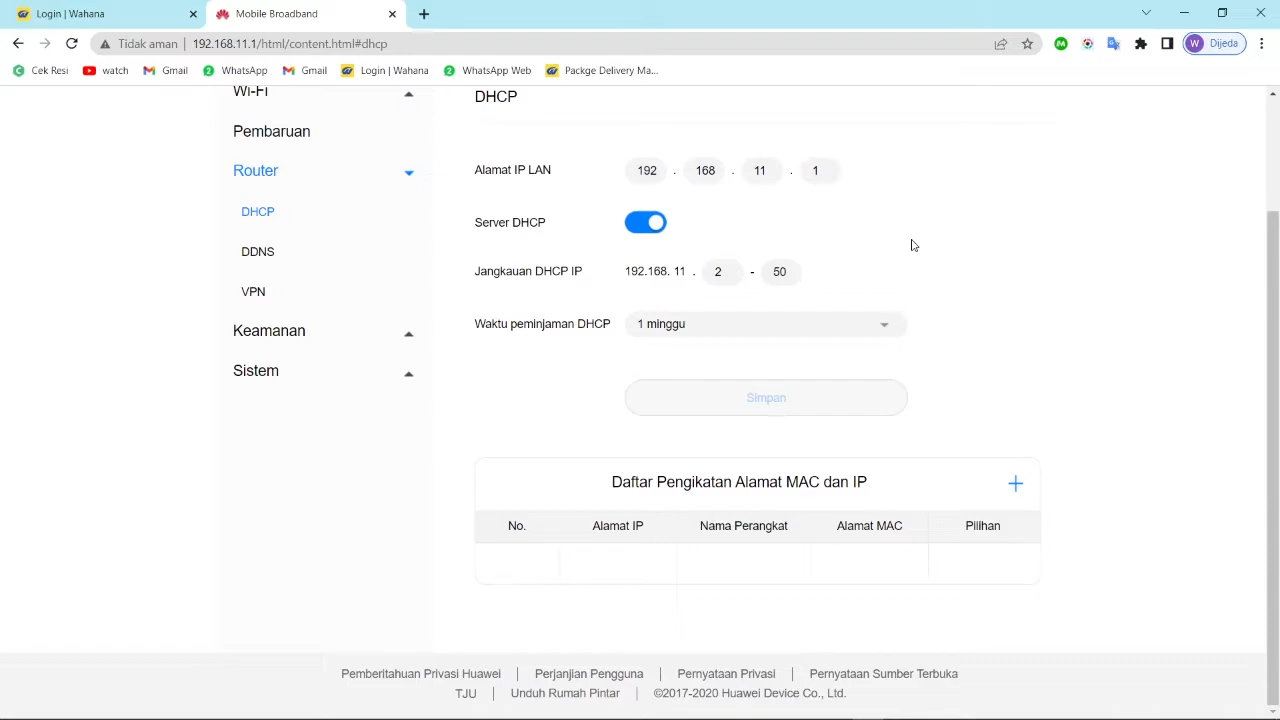 Login | Wahana
Mobile Broadband
Tidak aman | 192.168.11.1/html/content.html#dhcp
W Dijeda
Cek Resi watch Gmail WhatsApp Gmail Login | Wahana WhatsApp Web Packge Delivery Ma...
Wi-Fi
Pembaruan
Router
DHCP
DDNS
VPN
Keamanan
Sistem
DHCP
Alamat IP LAN 192 . 168 . 11 . 1
Server DHCP
Jangkauan DHCP IP 192.168. 11 . 2 - 50
Waktu peminjaman DHCP 1 minggu
Simpan
Daftar Pengikatan Alamat MAC dan IP
No. Alamat IP Nama Perangkat Alamat MAC Pilihan
Pemberitahuan Privasi Huawei | Perjanjian Pengguna | Pernyataan Privasi | Pernyataan Sumber Terbuka
TJU | Unduh Rumah Pintar | ©2017-2020 Huawei Device Co., Ltd.